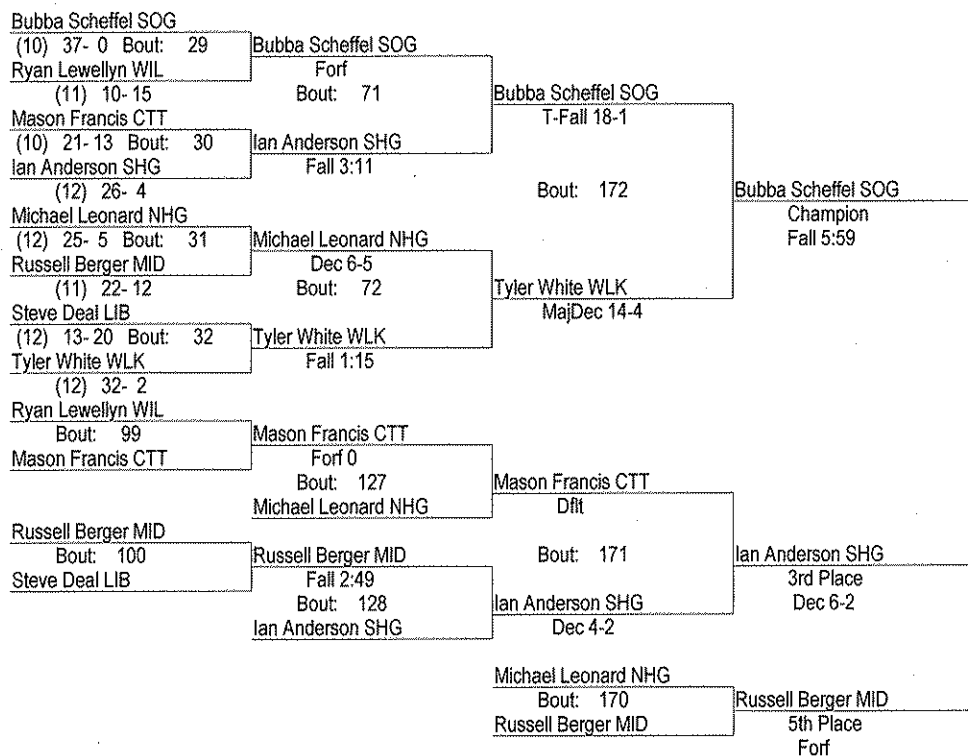 Bubba Scheffel SOG
(10) 37- 0 Bout: 29
Ryan Lewellyn WIL
(11) 10- 15
Mason Francis CTT
(10) 21- 13 Bout: 30
Ian Anderson SHG
(12) 26- 4
Michael Leonard NHG
(12) 25- 5 Bout: 31
Russell Berger MID
(11) 22- 12
Steve Deal LIB
(12) 13- 20 Bout: 32
Tyler White WLK
(12) 32- 2
Bubba Scheffel SOG
Forf
Bout: 71
Ian Anderson SHG
Fall 3:11
Michael Leonard NHG
Dec 6-5
Bout: 72
Tyler White WLK
Fall 1:15
Bubba Scheffel SOG
T-Fall 18-1
Bout: 172
Tyler White WLK
MajDec 14-4
Bubba Scheffel SOG
Champion
Fall 5:59
Ryan Lewellyn WIL
Bout: 99
Mason Francis CTT
Russell Berger MID
Bout: 100
Steve Deal LIB
Mason Francis CTT
Forf 0
Bout: 127
Michael Leonard NHG
Russell Berger MID
Fall 2:49
Bout: 128
Ian Anderson SHG
Mason Francis CTT
Dflt
Bout: 171
Ian Anderson SHG
Dec 4-2
Ian Anderson SHG
3rd Place
Dec 6-2
Michael Leonard NHG
Bout: 170
Russell Berger MID
Russell Berger MID
5th Place
Forf